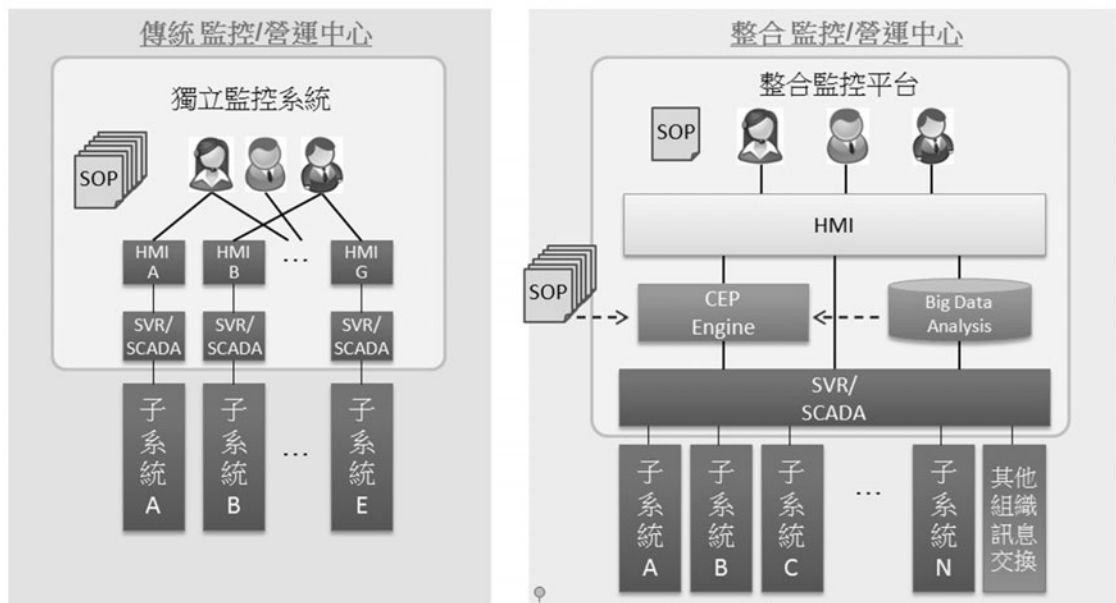 傳統 監控/營運中心
獨立監控系統
SOP
HMI
A
HMI
B
...
HMI
G
SVR/
SCADA
SVR/
SCADA
SVR/
SCADA
子系統
A
子系統
B
...
子系統
E
整合 監控/營運中心
整合監控平台
SOP
HMI
SOP
CEP
Engine
Big Data
Analysis
SVR/
SCADA
子系統
A
子系統
B
子系統
C
...
子系統
N
其他
組織
訊息
交換